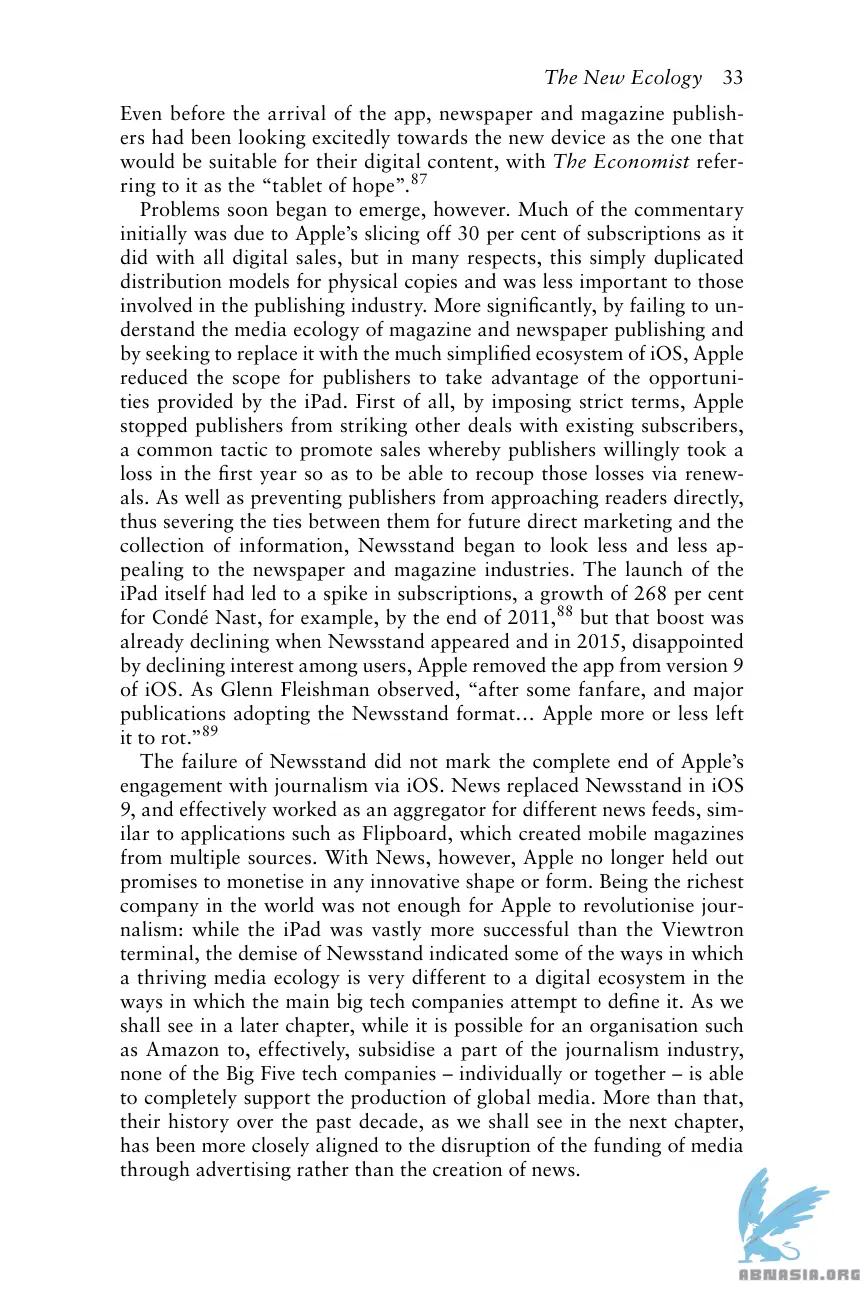 The New Ecology 33
Even before the arrival of the app, newspaper and magazine publish-
ers had been looking excitedly towards the new device as the one that
would be suitable for their digital content, with The Economist refer-
ring to it as the “tablet of hope”.87
Problems soon began to emerge, however. Much of the commentary
initially was due to Apple’s slicing off 30 per cent of subscriptions as it
did with all digital sales, but in many respects, this simply duplicated
distribution models for physical copies and was less important to those
involved in the publishing industry. More significantly, by failing to un-
derstand the media ecology of magazine and newspaper publishing and
by seeking to replace it with the much simplified ecosystem of iOS, Apple
reduced the scope for publishers to take advantage of the opportuni-
ties provided by the iPad. First of all, by imposing strict terms, Apple
stopped publishers from striking other deals with existing subscribers,
a common tactic to promote sales whereby publishers willingly took a
loss in the first year so as to be able to recoup those losses via renew-
als. As well as preventing publishers from approaching readers directly,
thus severing the ties between them for future direct marketing and the
collection of information, Newsstand began to look less and less ap-
pealing to the newspaper and magazine industries. The launch of the
iPad itself had led to a spike in subscriptions, a growth of 268 per cent
for Condé Nast, for example, by the end of 2011,88 but that boost was
already declining when Newsstand appeared and in 2015, disappointed
by declining interest among users, Apple removed the app from version 9
of iOS. As Glenn Fleishman observed, “after some fanfare, and major
publications adopting the Newsstand format… Apple more or less left
it to rot.”89
The failure of Newsstand did not mark the complete end of Apple’s
engagement with journalism via iOS. News replaced Newsstand in iOS
9, and effectively worked as an aggregator for different news feeds, sim-
ilar to applications such as Flipboard, which created mobile magazines
from multiple sources. With News, however, Apple no longer held out
promises to monetise in any innovative shape or form. Being the richest
company in the world was not enough for Apple to revolutionise jour-
nalism: while the iPad was vastly more successful than the Viewtron
terminal, the demise of Newsstand indicated some of the ways in which
a thriving media ecology is very different to a digital ecosystem in the
ways in which the main big tech companies attempt to define it. As we
shall see in a later chapter, while it is possible for an organisation such
as Amazon to, effectively, subsidise a part of the journalism industry,
none of the Big Five tech companies – individually or together – is able
to completely support the production of global media. More than that,
their history over the past decade, as we shall see in the next chapter,
has been more closely aligned to the disruption of the funding of media
through advertising rather than the creation of news.
ABNASIA.ORG